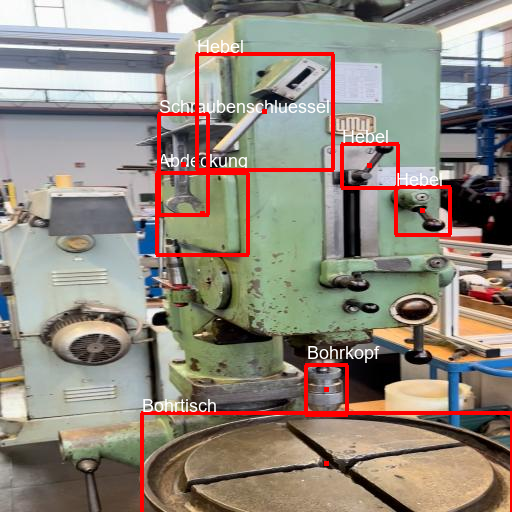 Hebel
Schraubenschluessel
Hebel
Abdeckung
Hebel
Bohrkopf
Bohrtisch